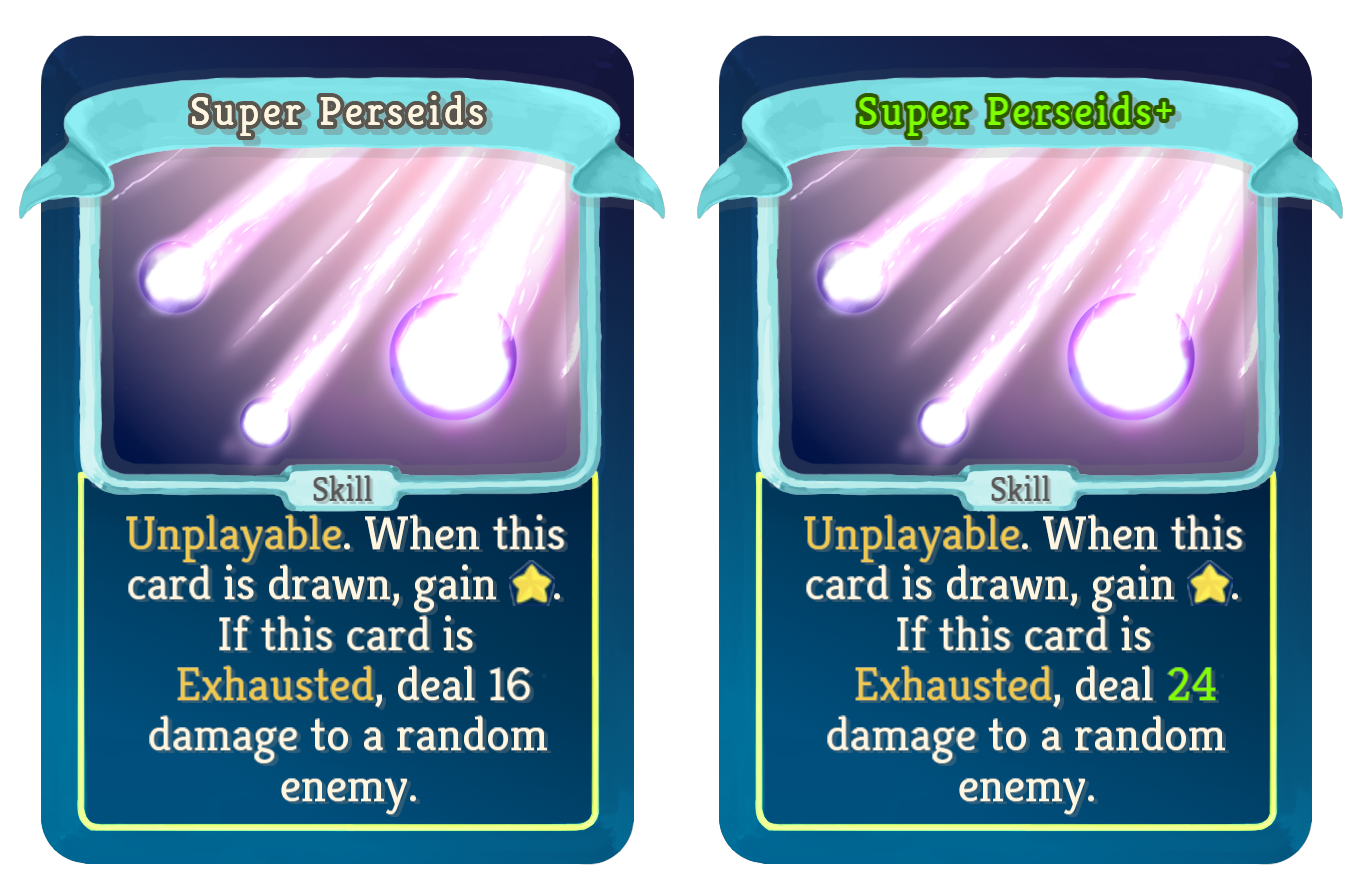 Super Perseids
Skill
Unplayable. When this
card is drawn, gain ⭐.
If this card is
Exhausted, deal 16
damage to a random
enemy.
Super Perseids+
Skill
Unplayable. When this
card is drawn, gain ⭐.
If this card is
Exhausted, deal 24
damage to a random
enemy.